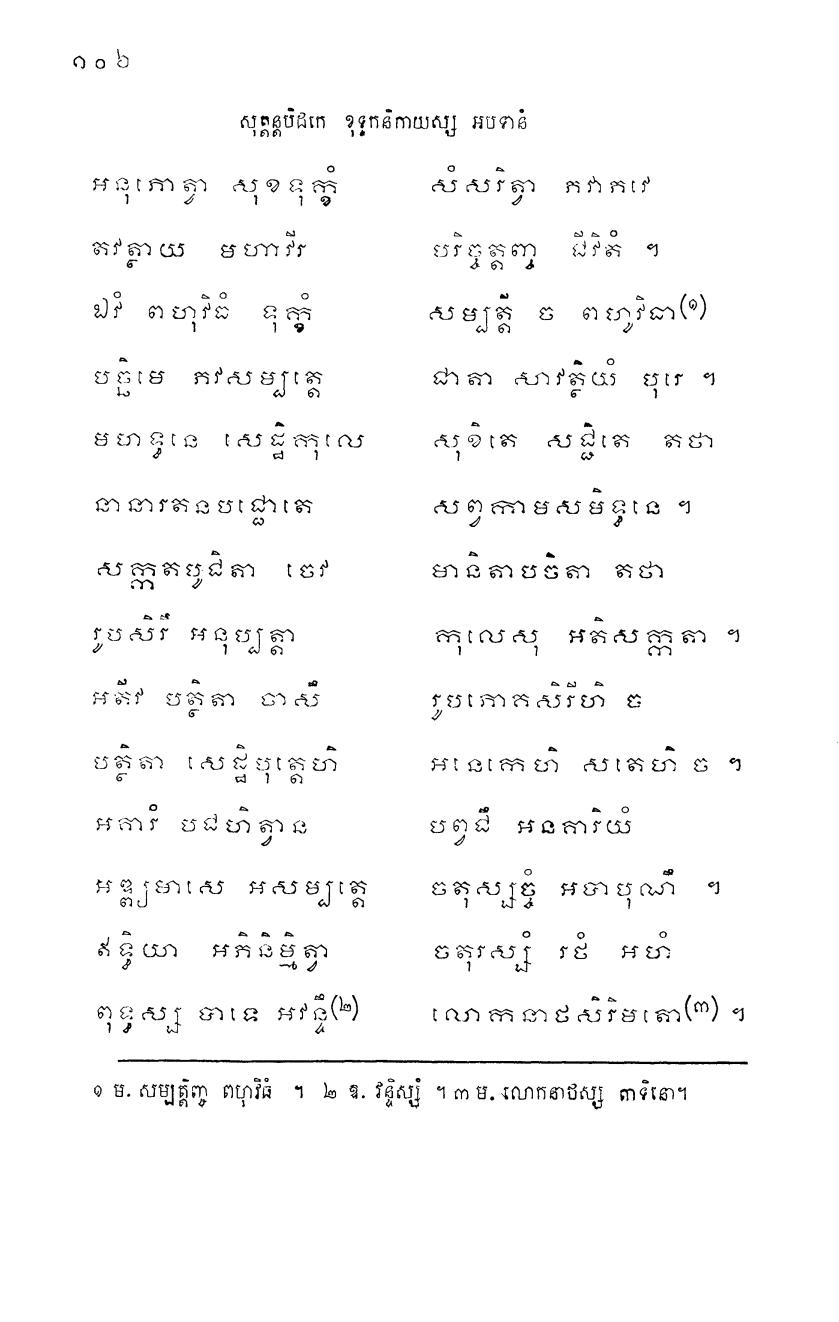 ១០៦
សុត្តន្តបិដកេ ខុទ្ទកនិកាយស្ស អបទានំ
អនុភោត្វា សុខទុក្ខំ សំសរិត្វា ភវាភវេ
តវត្ថាយ មហាវីរ បរិច្ចត្តញ្ច ជីវិតំ ។
ឯវំ ពហុវិធំ ទុក្ខំ សម្បត្តី ច ពហូវិធា(១)
បច្ឆិមេ ភវសម្បត្តេ ជាតា សាវត្ថិយំ បុរេ ។
មហទ្ធនេ សេដ្ឋិកុលេ សុខិតេ សជ្ជិតេ តថា
នានារតនបជ្ជោតេ សព្វកាមសមិទ្ធនេ ។
សក្កតបូជិតា ចេវ មានិតាបចិតា តថា
រូបសិរឹ អនុប្បត្តា កុលេសុ អតិសក្កតា ។
អតីវ បត្ថិតា ចាសឹ រូបភោគសិរីហិ ច
បត្ថិតា សេដ្ឋិបុត្តេហិ អនេកេហិ សតេហិ ច ។
អគារំ បជហិត្វាន បព្វជឹ អនគារិយំ
អឌ្ឍមាសេ អសម្បត្តេ ចតុស្សច្ចំ អបាបុណឹ ។
ឥទ្ធិយា អភិនិម្មិត្វា ចតុរស្សំ រថំ អហំ
ពុទ្ធស្ស បាទេ អវន្ទឹ(២) លោកនាថសិរិមតោ(៣) ។
១ ម. សម្បត្តិញ្ច ពហុវិធំ ។ ២ ឱ. វន្ទិស្សំ ។ ៣ ម. លោកនាថស្ស តាទិនោ។